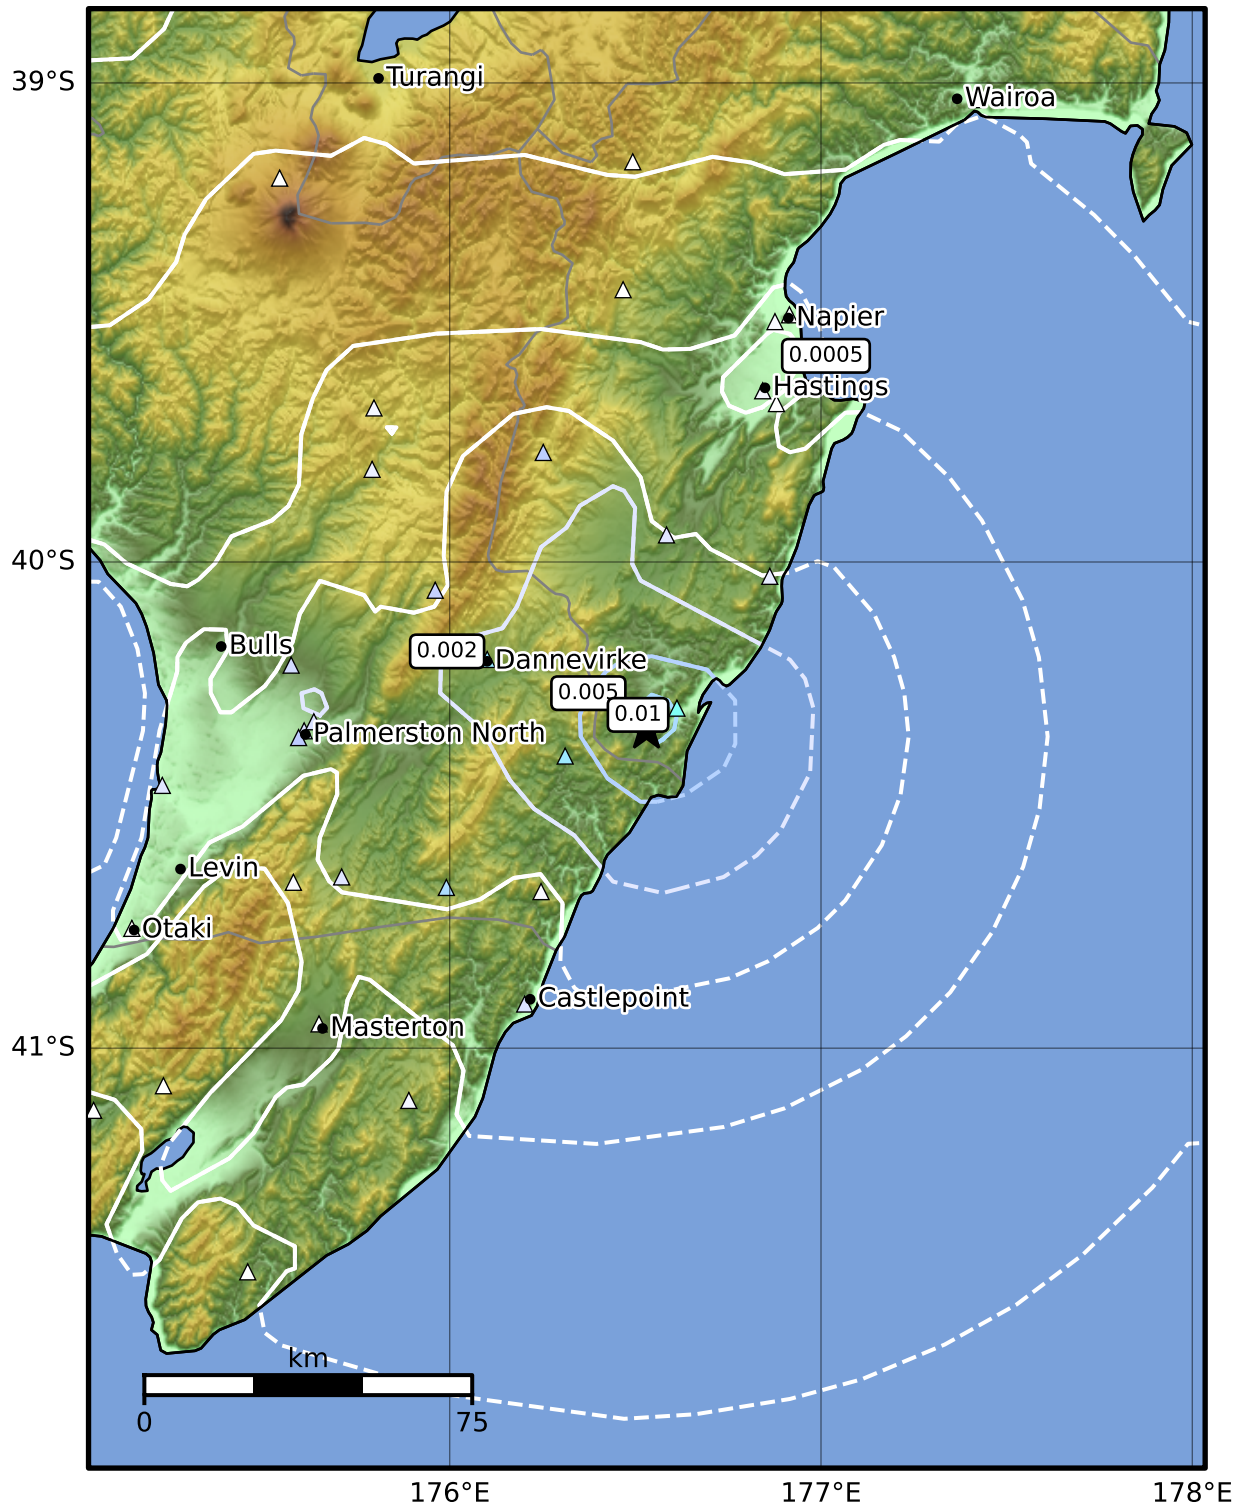 39°S
Turangi
Wairoa
Napier
0.0005
Hastings
40°S
Bulls
0.002
Dannevirke
0.005
0.01
Palmerston North
Levin
Otaki
Castlepoint
Masterton
41°S
km
0
75
176°E
177°E
178°E